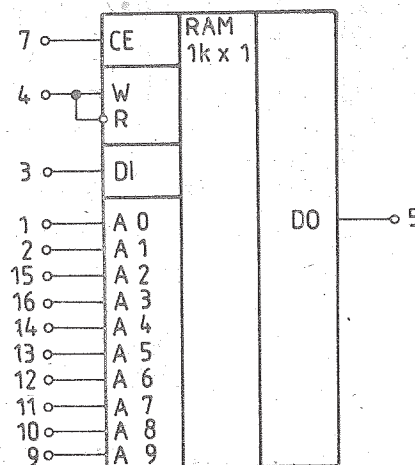 RAM
1k x 1
7 CE
4 W
R
3 DI
1 A 0
DO 5
2 A 1
15 A 2
16 A 3
14 A 4
13 A 5
12 A 6
11 A 7
10 A 8
9 A 9